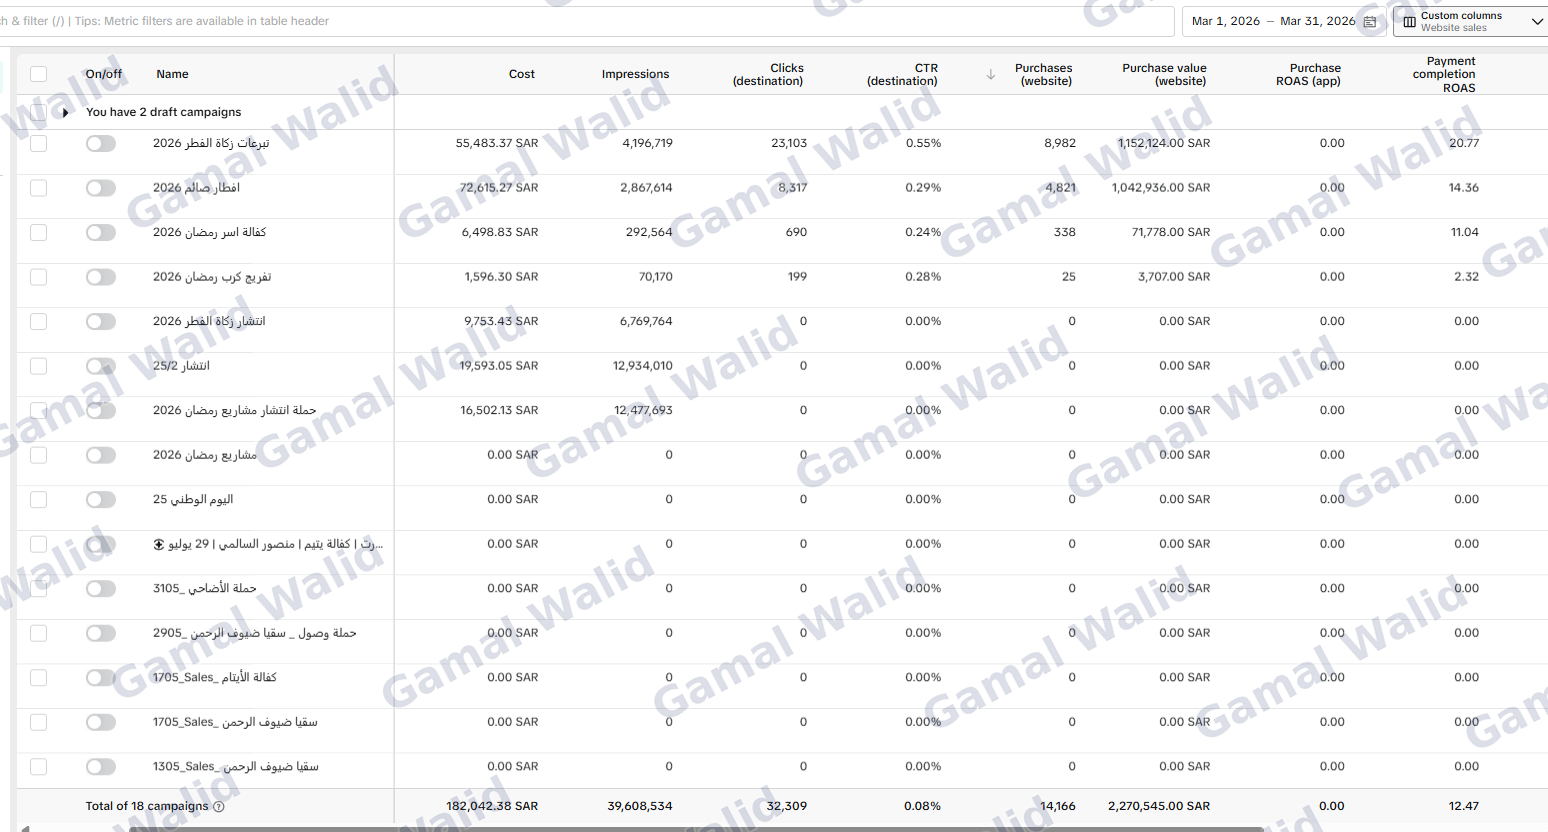 ch & filter (/) | Tips: Metric filters are available in table header
Mar 1, 2026 – Mar 31, 2026
Custom columns
Website sales
On/off Name Cost Impressions Clicks (destination) CTR (destination) ↓ Purchases (website) Purchase value (website) Purchase ROAS (app) Payment completion ROAS
You have 2 draft campaigns
تبرعات زكاة الفطر 2026 55,483.37 SAR 4,196,719 23,103 0.55% 8,982 1,152,124.00 SAR 0.00 20.77
افطار صائم 2026 72,615.27 SAR 2,867,614 8,317 0.29% 4,821 1,042,936.00 SAR 0.00 14.36
كفالة اسر رمضان 2026 6,498.83 SAR 292,564 690 0.24% 338 71,778.00 SAR 0.00 11.04
تفريج كرب رمضان 2026 1,596.30 SAR 70,170 199 0.28% 25 3,707.00 SAR 0.00 2.32
انتشار زكاة الفطر 2026 9,753.43 SAR 6,769,764 0 0.00% 0 0.00 SAR 0.00 0.00
انتشار 25/2 19,593.05 SAR 12,934,010 0 0.00% 0 0.00 SAR 0.00 0.00
حملة انتشار مشاريع رمضان 2026 16,502.13 SAR 12,477,693 0 0.00% 0 0.00 SAR 0.00 0.00
مشاريع رمضان 2026 0.00 SAR 0 0 0.00% 0 0.00 SAR 0.00 0.00
اليوم الوطني 25 0.00 SAR 0 0 0.00% 0 0.00 SAR 0.00 0.00
...رت | كفالة يتيم | منصور السالمي | 29 يوليو 0.00 SAR 0 0 0.00% 0 0.00 SAR 0.00 0.00
حملة الأضاحي _3105 0.00 SAR 0 0 0.00% 0 0.00 SAR 0.00 0.00
حملة وصول _ سقيا ضيوف الرحمن _2905 0.00 SAR 0 0 0.00% 0 0.00 SAR 0.00 0.00
1705_Sales_ كفالة الأيتام 0.00 SAR 0 0 0.00% 0 0.00 SAR 0.00 0.00
1705_Sales_ سقيا ضيوف الرحمن 0.00 SAR 0 0 0.00% 0 0.00 SAR 0.00 0.00
1305_Sales_ سقيا ضيوف الرحمن 0.00 SAR 0 0 0.00% 0 0.00 SAR 0.00 0.00
Total of 18 campaigns 182,042.38 SAR 39,608,534 32,309 0.08% 14,166 2,270,545.00 SAR 0.00 12.47
Gamal Walid